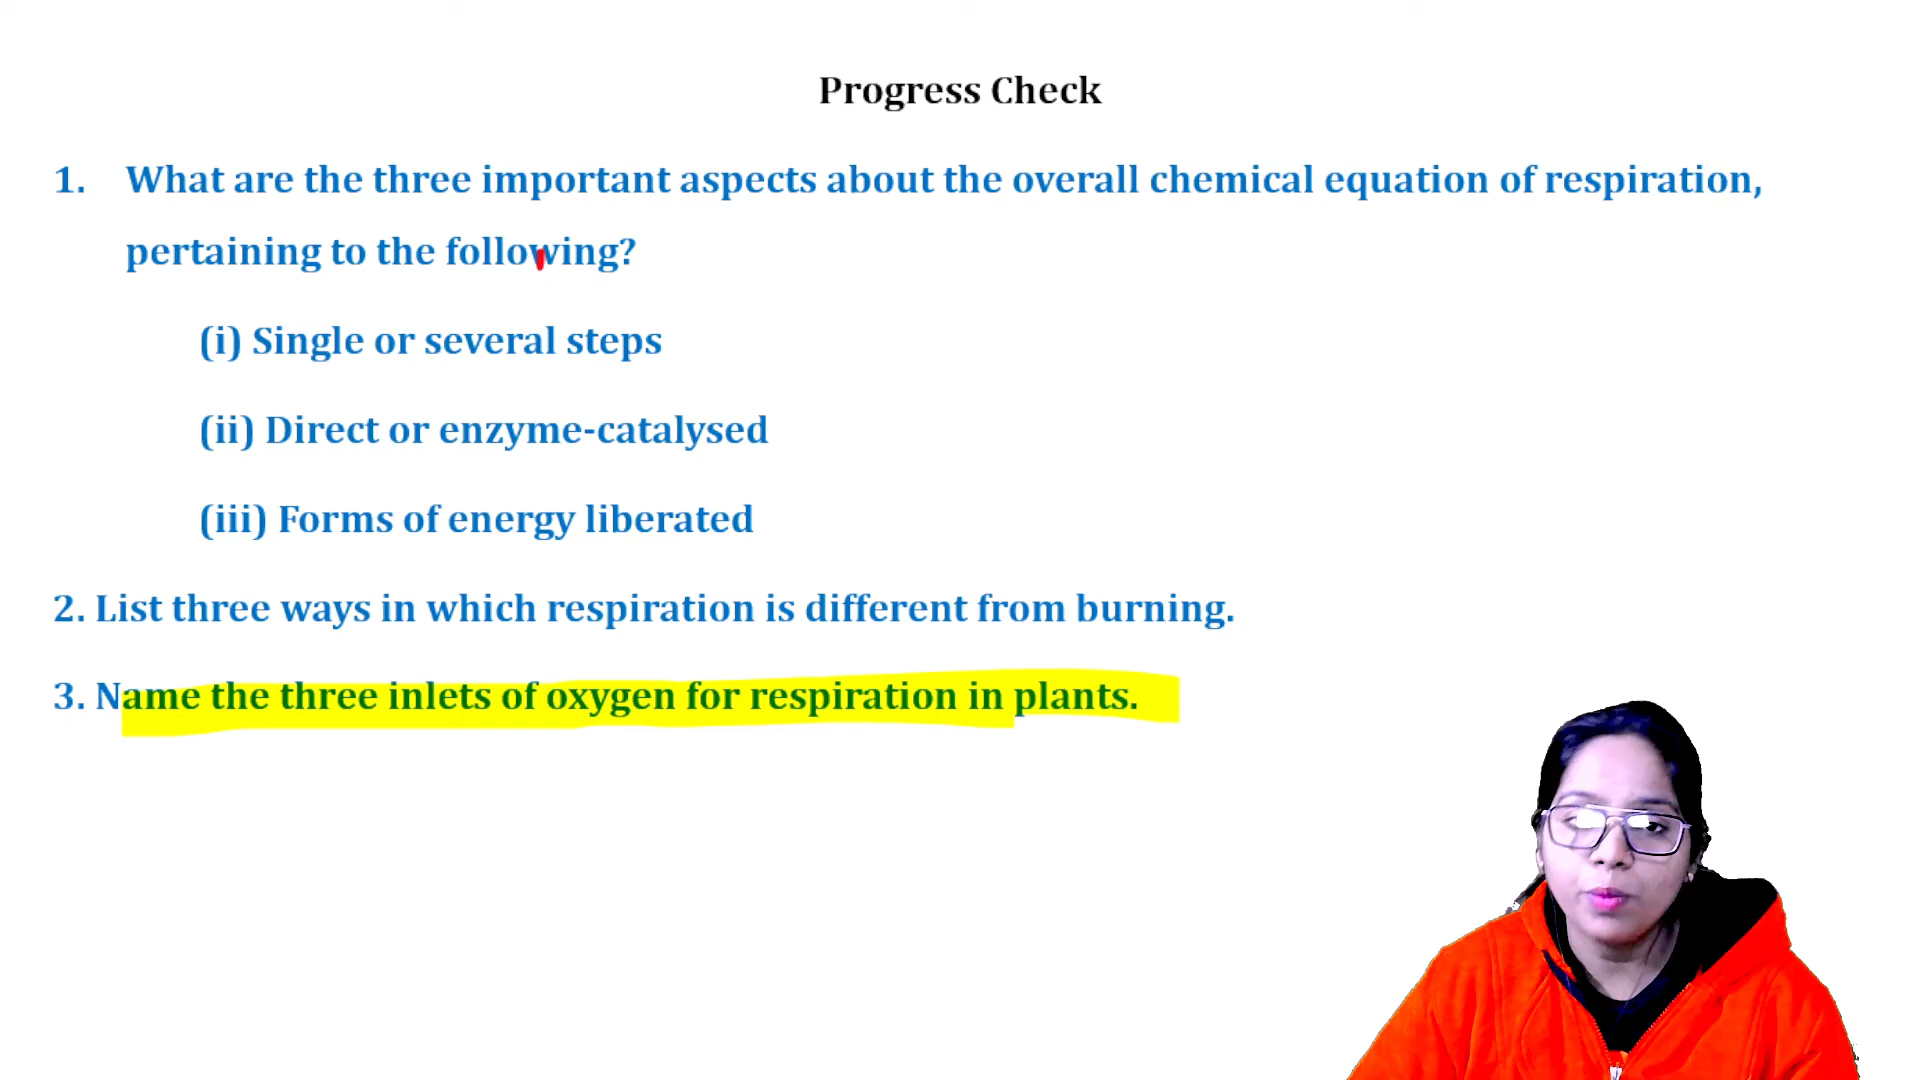 Progress Check
1. What are the three important aspects about the overall chemical equation of respiration,
pertaining to the following?
(i) Single or several steps
(ii) Direct or enzyme-catalysed
(iii) Forms of energy liberated
2. List three ways in which respiration is different from burning.
3. Name the three inlets of oxygen for respiration in plants.